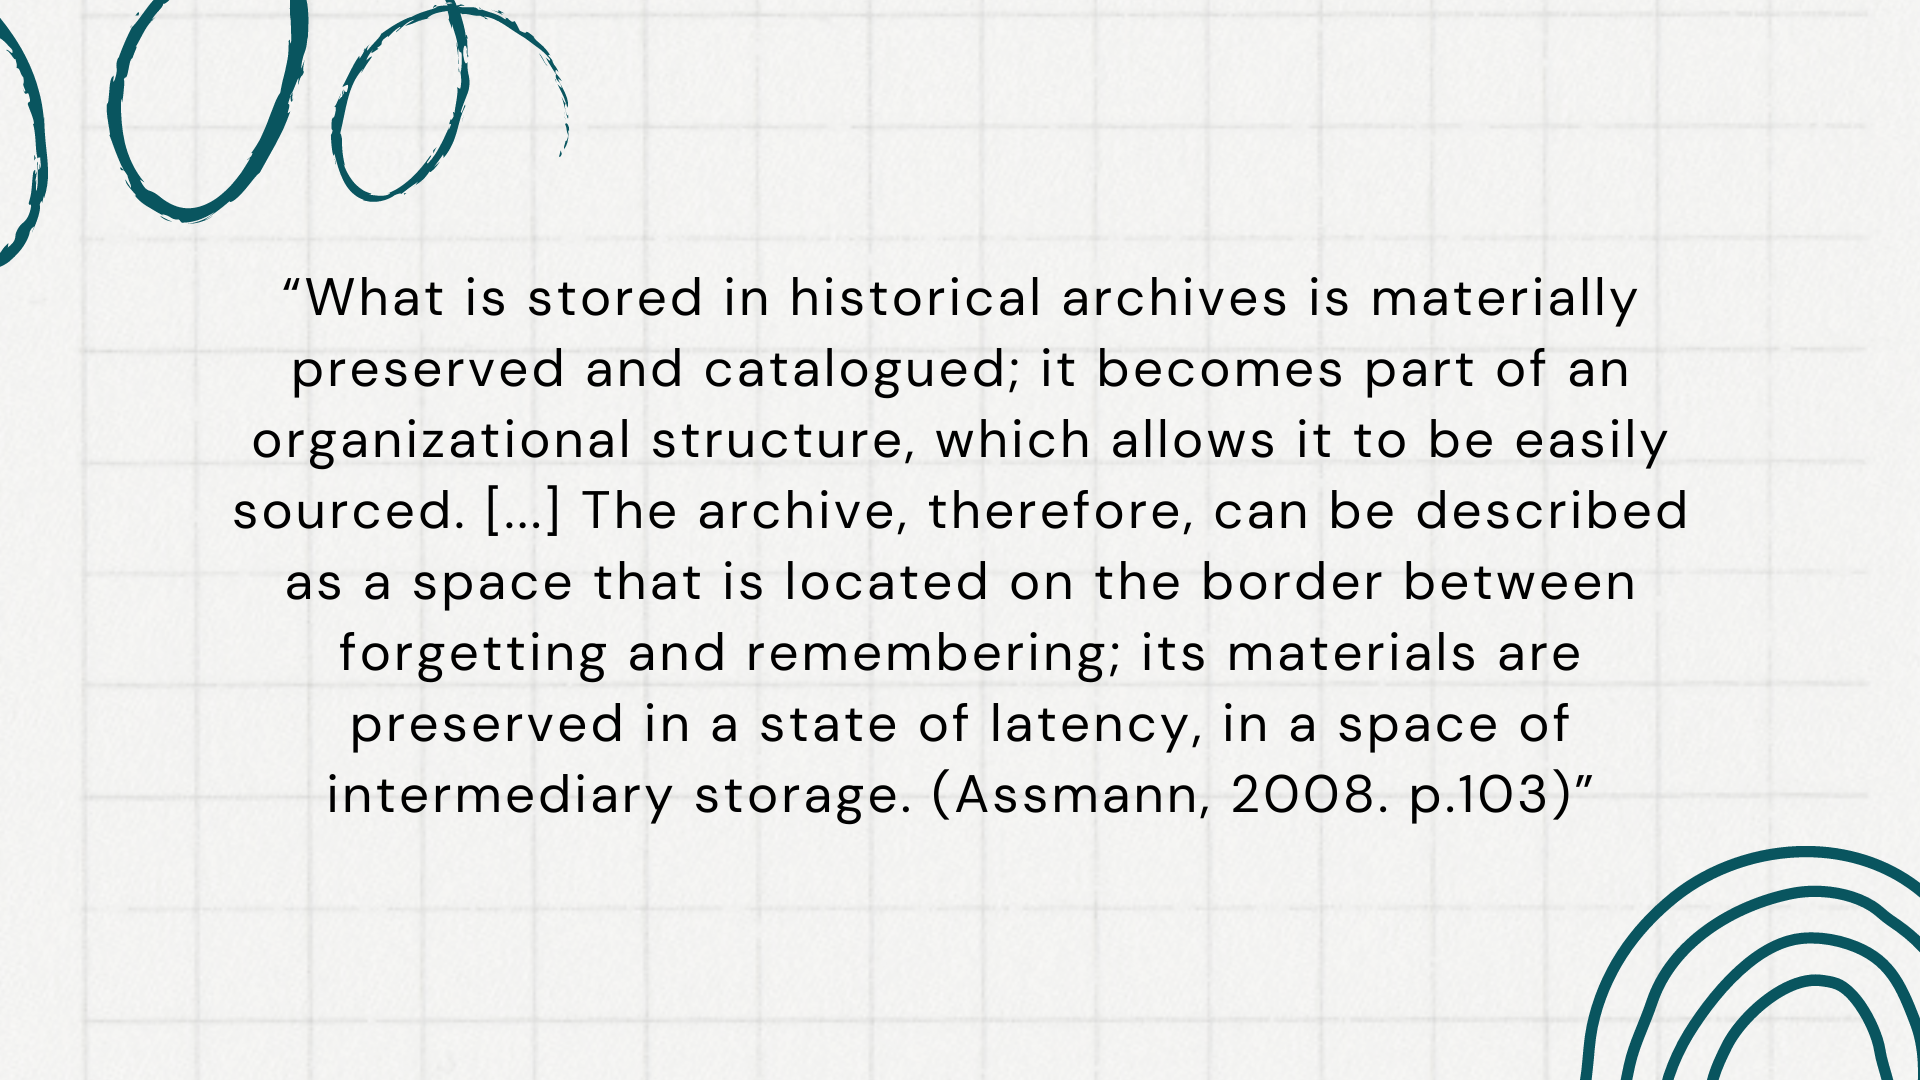 “What is stored in historical archives is materially
preserved and catalogued; it becomes part of an
organizational structure, which allows it to be easily
sourced. [...] The archive, therefore, can be described
as a space that is located on the border between
forgetting and remembering; its materials are
preserved in a state of latency, in a space of
intermediary storage. (Assmann, 2008. p.103)”